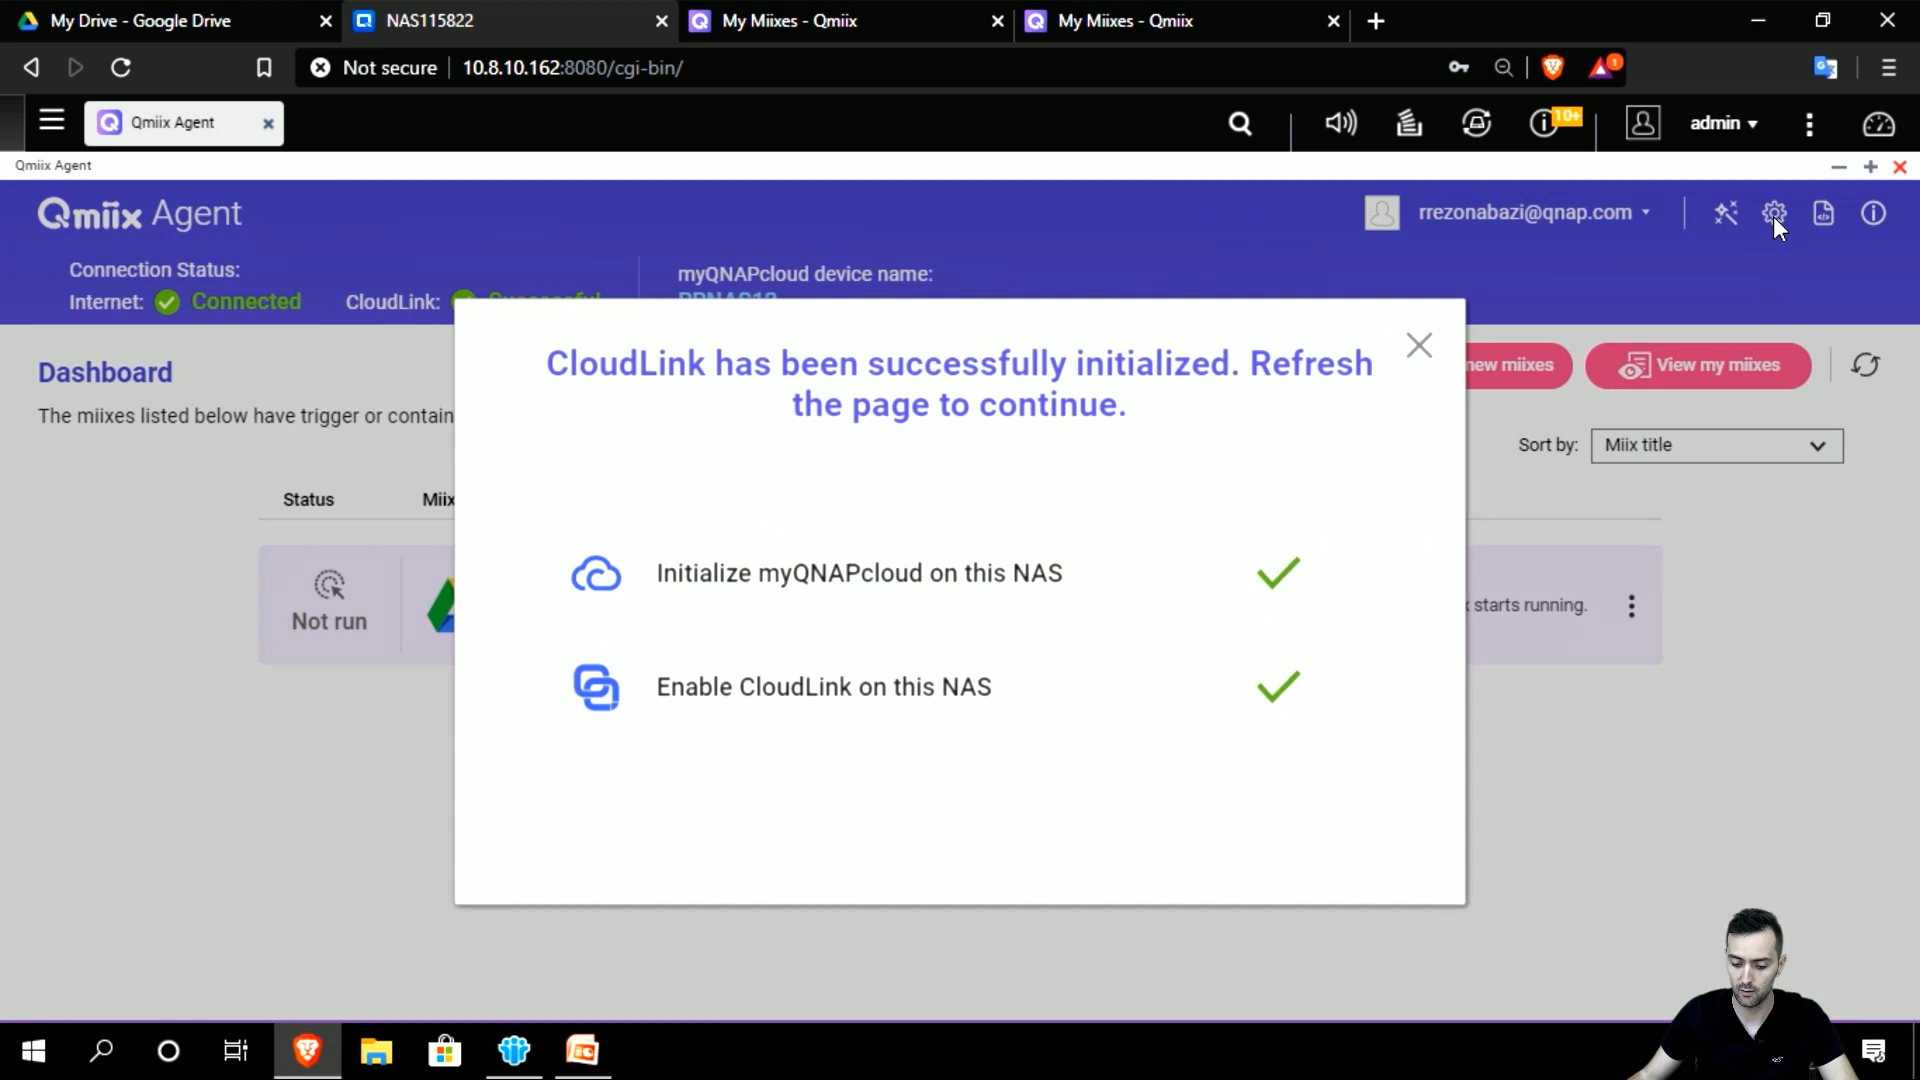 My Drive - Google Drive
NAS115822
My Miixes - Qmiix
My Miixes - Qmiix
Not secure
10.8.10.162:8080/cgi-bin/
1
Qmiix Agent
10+
admin
Qmiix Agent
Qmiix Agent
rrezonabazi@qnap.com
Connection Status:
Internet: Connected
CloudLink:
myQNAPcloud device name:
CloudLink has been successfully initialized. Refresh
the page to continue.
new miixes
View my miixes
Dashboard
The miixes listed below have trigger or contain
Sort by: Miix title
Status
Miix
Not run
Initialize myQNAPcloud on this NAS
starts running.
Enable CloudLink on this NAS